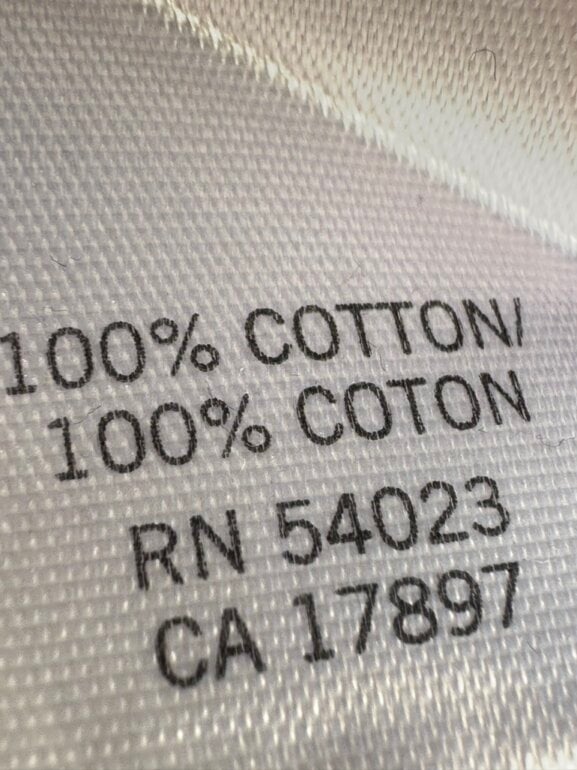 100% COTTON/
100% COTON
RN 54023
CA 17897